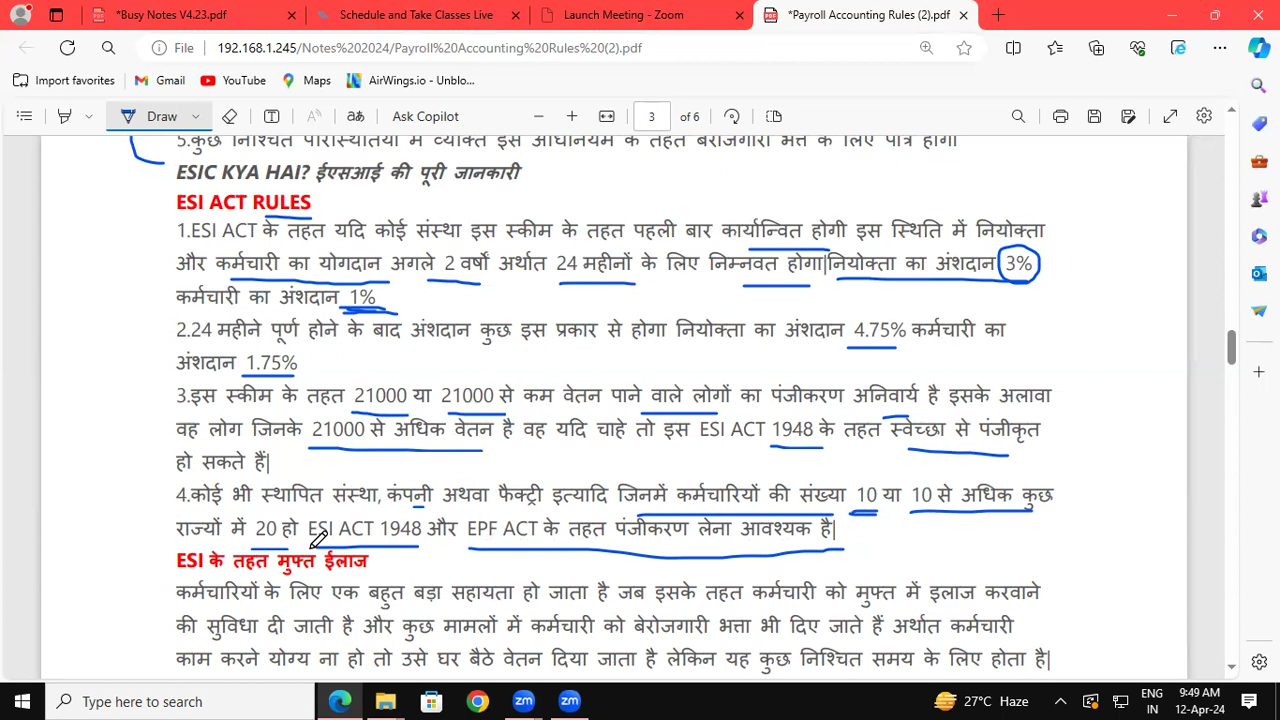 *Busy Notes V4.23.pdf
Schedule and Take Classes Live
Launch Meeting - Zoom
*Payroll Accounting Rules (2).pdf
File
192.168.1.245/Notes%202024/Payroll%20Accounting%20Rules%20(2).pdf
Import favorites
Gmail
YouTube
Maps
AirWings.io - Unblo...
Draw
Ask Copilot
3 of 6
5.कुछ निश्चित परिस्थितियों में व्यक्ति इस अधिनियम के तहत बेरोजगारी भत्ते के लिए पात्र होगा
ESIC KYA HAI? ईएसआई की पूरी जानकारी
ESI ACT RULES
1.ESI ACT के तहत यदि कोई संस्था इस स्कीम के तहत पहली बार कार्यान्वित होगी इस स्थिति में नियोक्ता
और कर्मचारी का योगदान अगले 2 वर्षों अर्थात 24 महीनों के लिए निम्नवत होगा|नियोक्ता का अंशदान 3%
कर्मचारी का अंशदान 1%
2.24 महीने पूर्ण होने के बाद अंशदान कुछ इस प्रकार से होगा नियोक्ता का अंशदान 4.75% कर्मचारी का
अंशदान 1.75%
3.इस स्कीम के तहत 21000 या 21000 से कम वेतन पाने वाले लोगों का पंजीकरण अनिवार्य है इसके अलावा
वह लोग जिनके 21000 से अधिक वेतन है वह यदि चाहे तो इस ESI ACT 1948 के तहत स्वेच्छा से पंजीकृत
हो सकते हैं|
4.कोई भी स्थापित संस्था, कंपनी अथवा फैक्ट्री इत्यादि जिनमें कर्मचारियों की संख्या 10 या 10 से अधिक कुछ
राज्यों में 20 हो ESI ACT 1948 और EPF ACT के तहत पंजीकरण लेना आवश्यक है|
ESI के तहत मुफ्त ईलाज
कर्मचारियों के लिए एक बहुत बड़ा सहायता हो जाता है जब इसके तहत कर्मचारी को मुफ्त में इलाज करवाने
की सुविधा दी जाती है और कुछ मामलों में कर्मचारी को बेरोजगारी भत्ता भी दिए जाते हैं अर्थात कर्मचारी
काम करने योग्य ना हो तो उसे घर बैठे वेतन दिया जाता है लेकिन यह कुछ निश्चित समय के लिए होता है|
Type here to search
27°C Haze
ENG
IN
9:49 AM
12-Apr-24